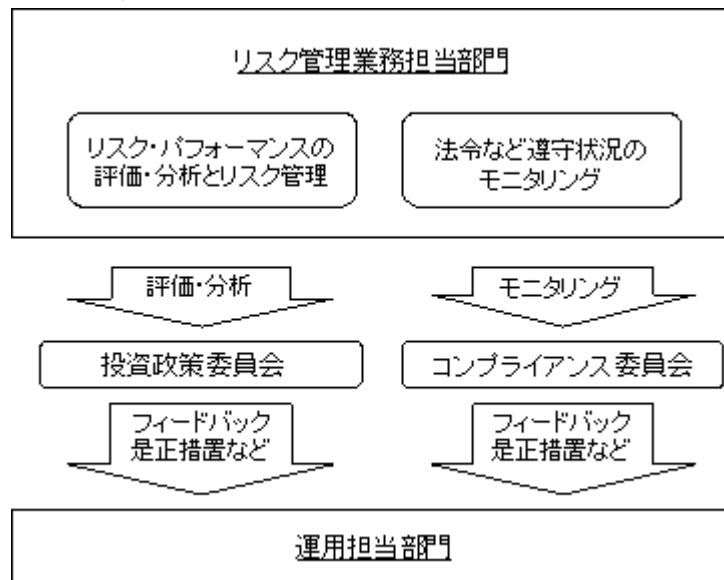 リスク管理業務担当部門
リスク・パフォーマンスの
評価・分析とリスク管理
法令など遵守状況の
モニタリング
評価・分析
モニタリング
投資政策委員会
コンプライアンス委員会
フィードバック
是正措置など
フィードバック
是正措置など
運用担当部門